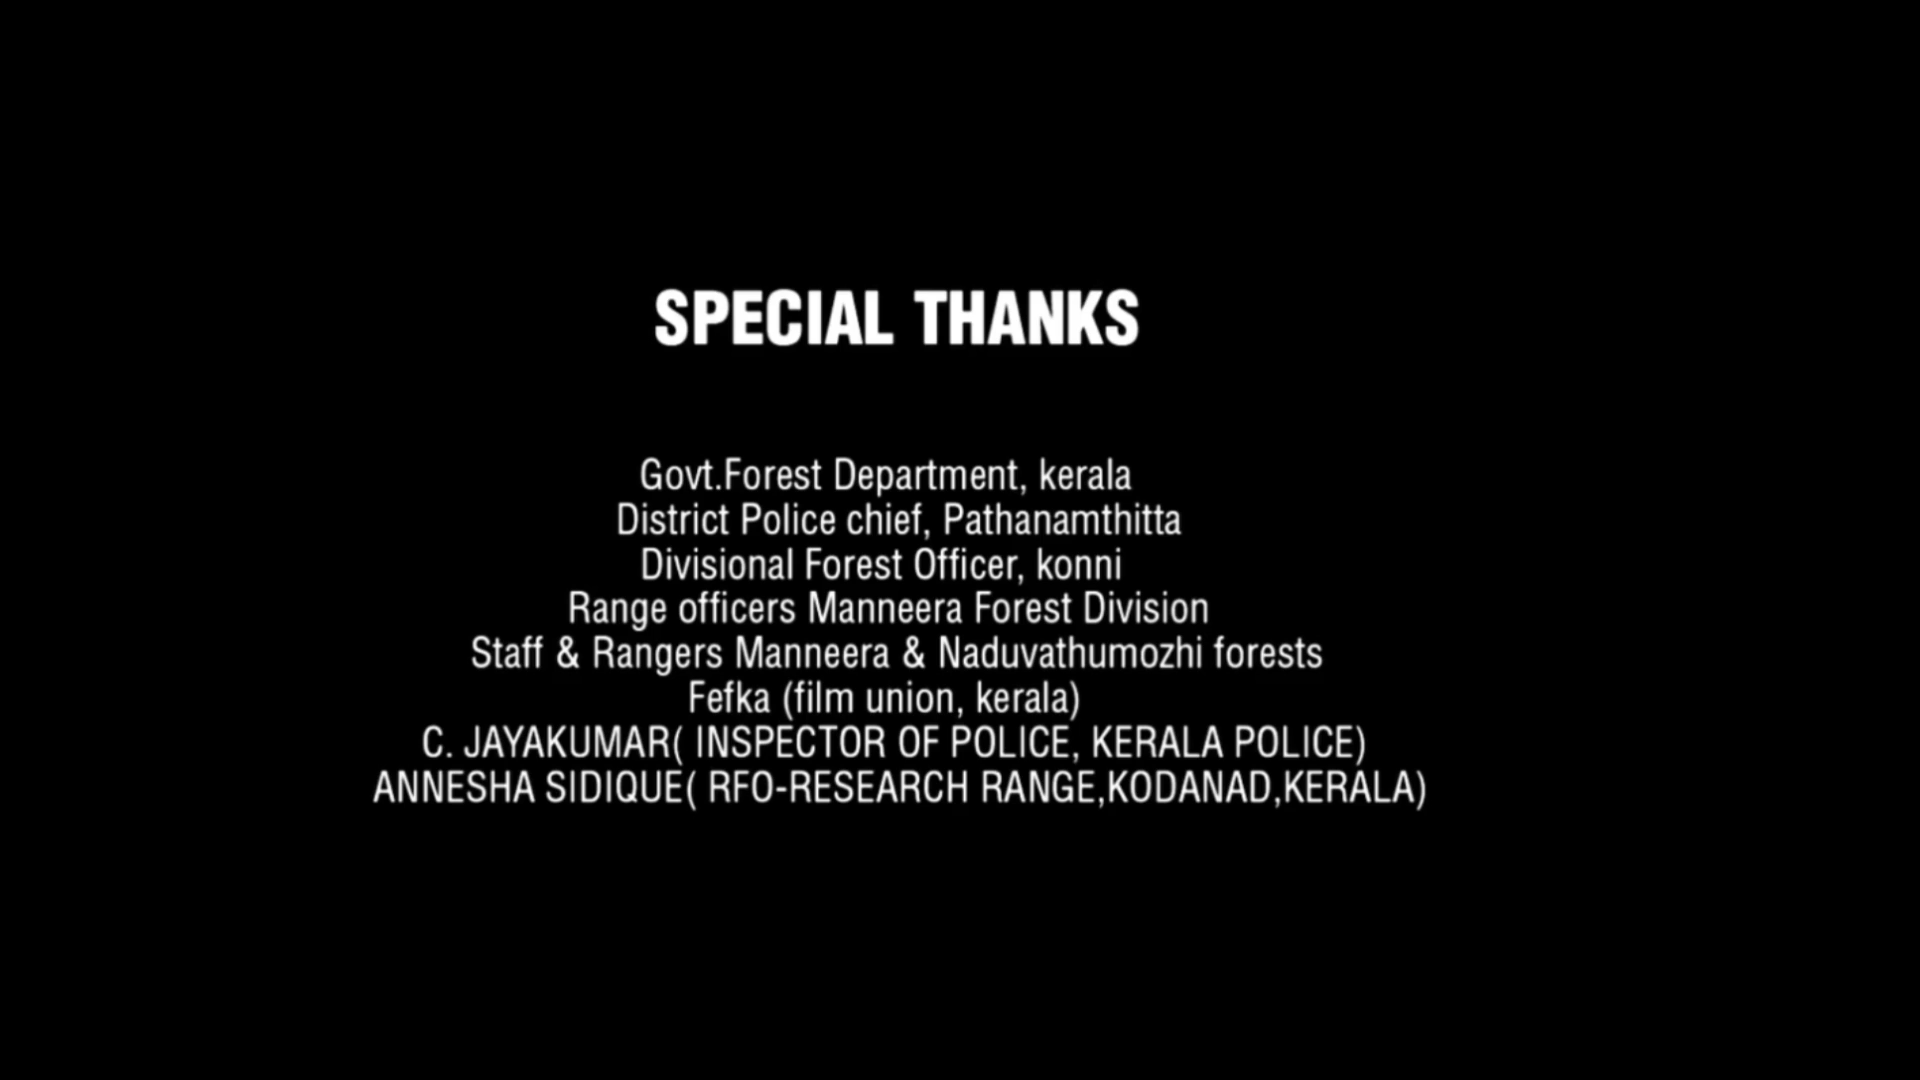 SPECIAL THANKS
Govt.Forest Department, kerala
District Police chief, Pathanamthitta
Divisional Forest Officer, konni
Range officers Manneera Forest Division
Staff & Rangers Manneera & Naduvathumozhi forests
Fefka (film union, kerala)
C. JAYAKUMAR( INSPECTOR OF POLICE, KERALA POLICE)
ANNESHA SIDIQUE( RFO-RESEARCH RANGE,KODANAD,KERALA)